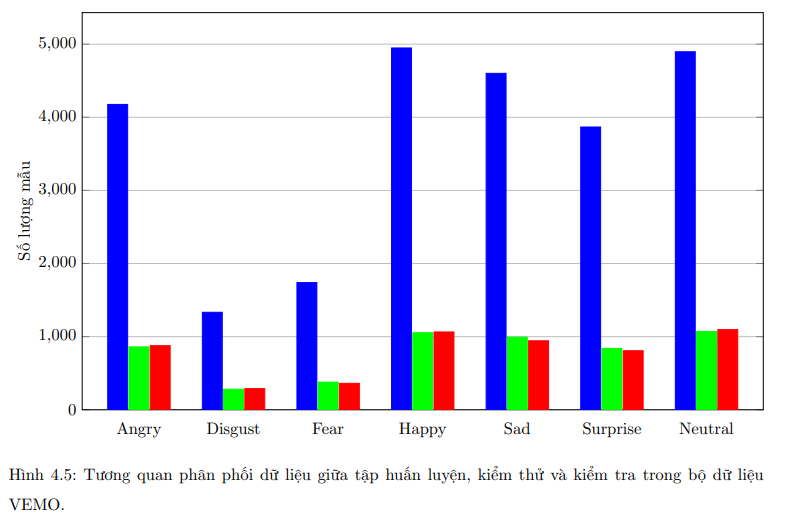 5,000
4,000
3,000
2,000
1,000
0
Số lượng mẫu
Angry Disgust Fear Happy Sad Surprise Neutral
Hình 4.5: Tương quan phân phối dữ liệu giữa tập huấn luyện, kiểm thử và kiểm tra trong bộ dữ liệu
VEMO.